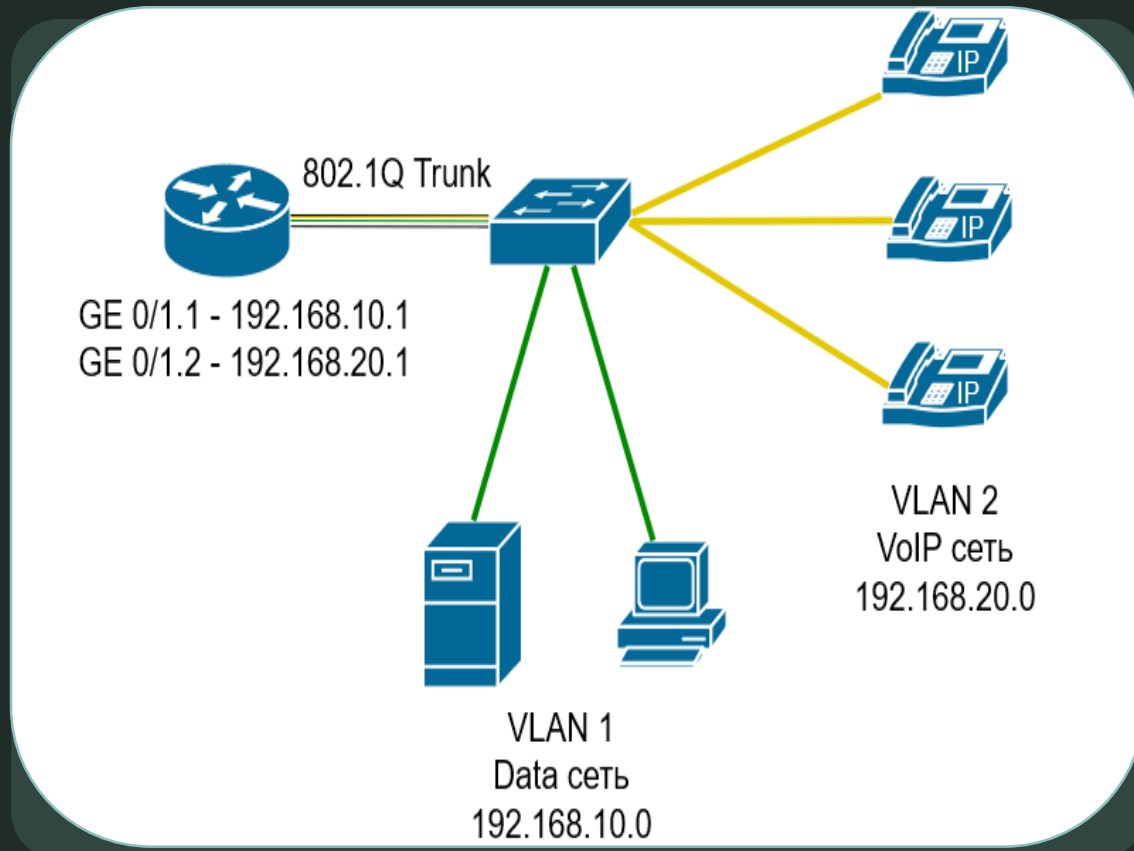 IP
802.1Q Trunk
IP
GE 0/1.1 - 192.168.10.1
GE 0/1.2 - 192.168.20.1
IP
VLAN 2
VoIP сеть
192.168.20.0
VLAN 1
Data сеть
192.168.10.0